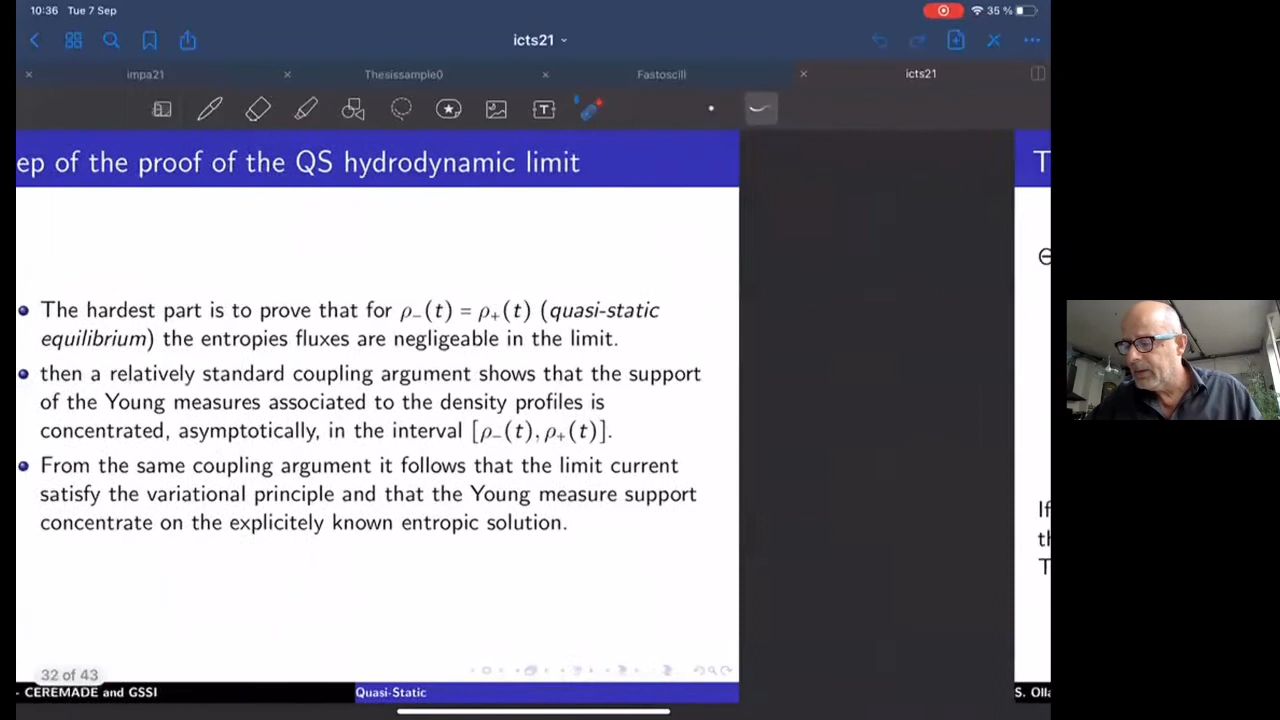 10:36 Tue 7 Sep
35 %
icts21
impa21
Thesissample0
Fastoscill
icts21
ep of the proof of the QS hydrodynamic limit
T
The hardest part is to prove that for ρ₋(t) = ρ₊(t) (quasi-static
equilibrium) the entropies fluxes are negligeable in the limit.
then a relatively standard coupling argument shows that the support
of the Young measures associated to the density profiles is
concentrated, asymptotically, in the interval [ρ₋(t), ρ₊(t)].
From the same coupling argument it follows that the limit current
satisfy the variational principle and that the Young measure support
concentrate on the explicitely known entropic solution.
If
T
32 of 43
- CEREMADE and GSSI
Quasi-Static
S. Olla